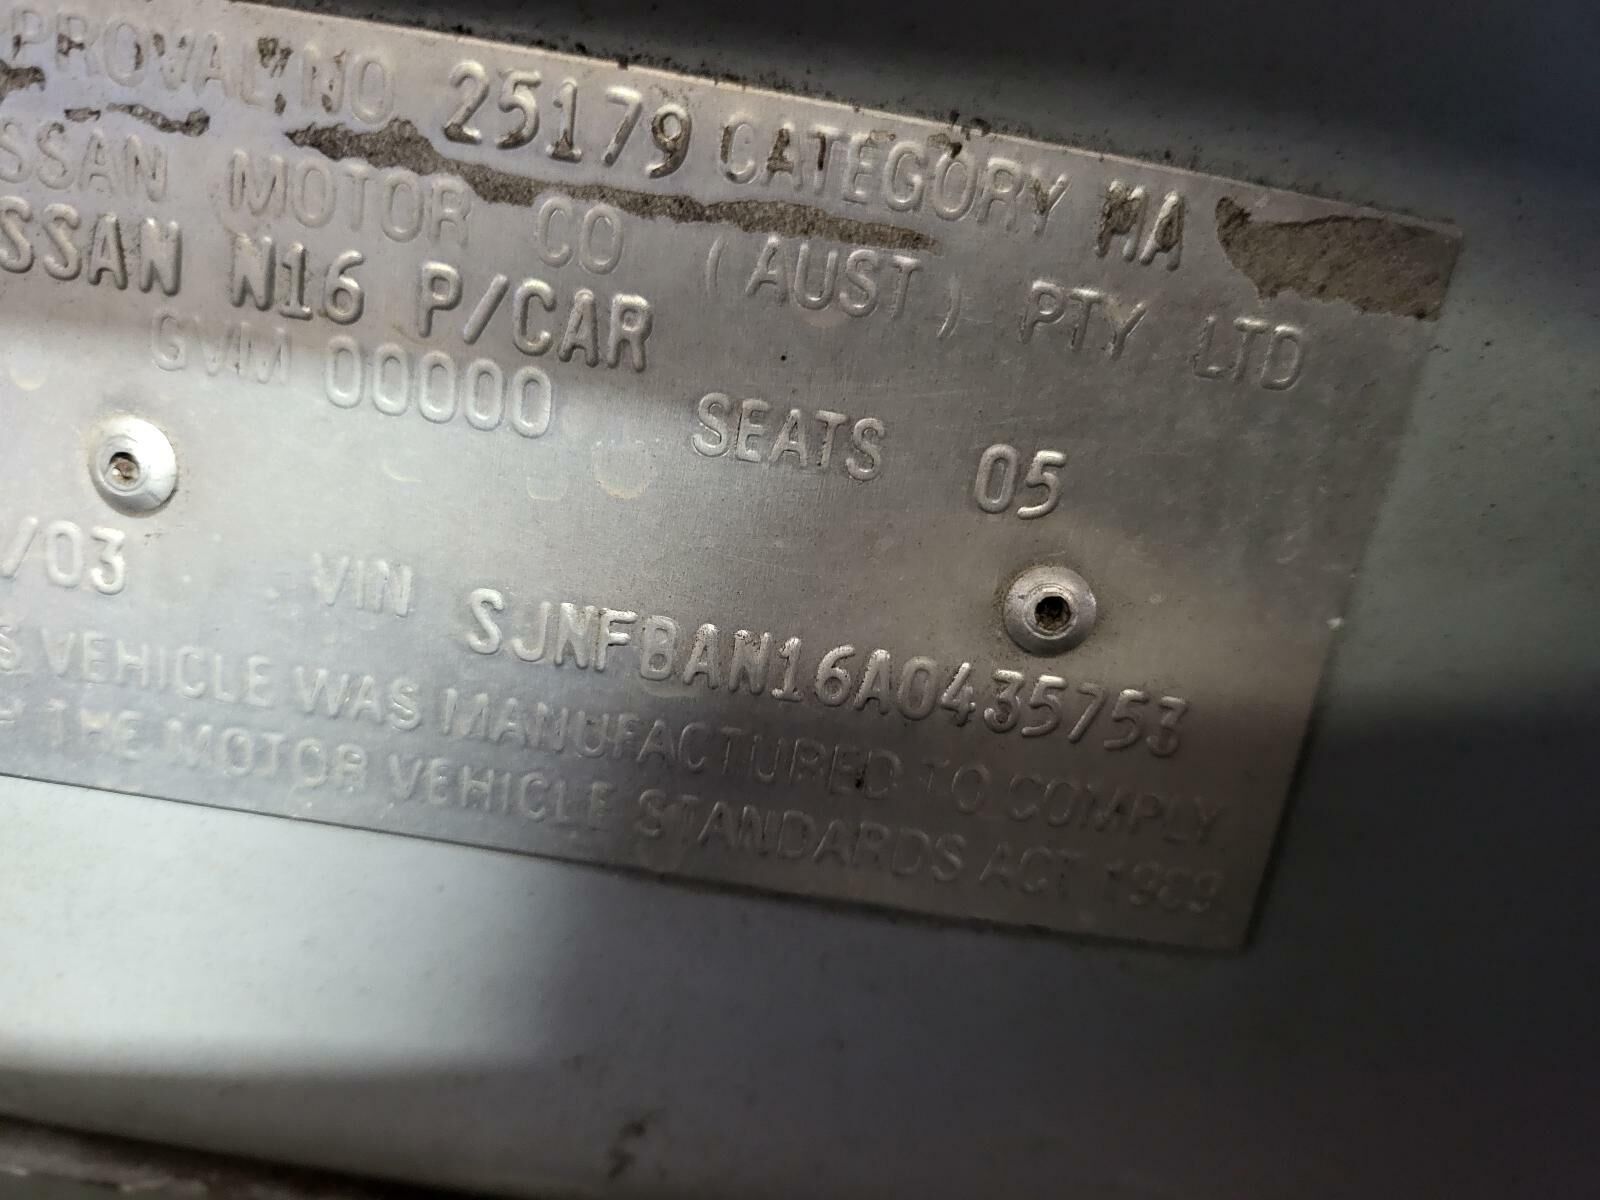 PROVAL NO 25179 CATEGORY MA
SSAN MOTOR CO (AUST) PTY LTD
SSAN N16 P/CAR
GVM 00000 SEATS 05
/03 VIN SJNFBAN16A0435753
S VEHICLE WAS MANUFACTURED TO COMPLY
THE MOTOR VEHICLE STANDARDS ACT 1989